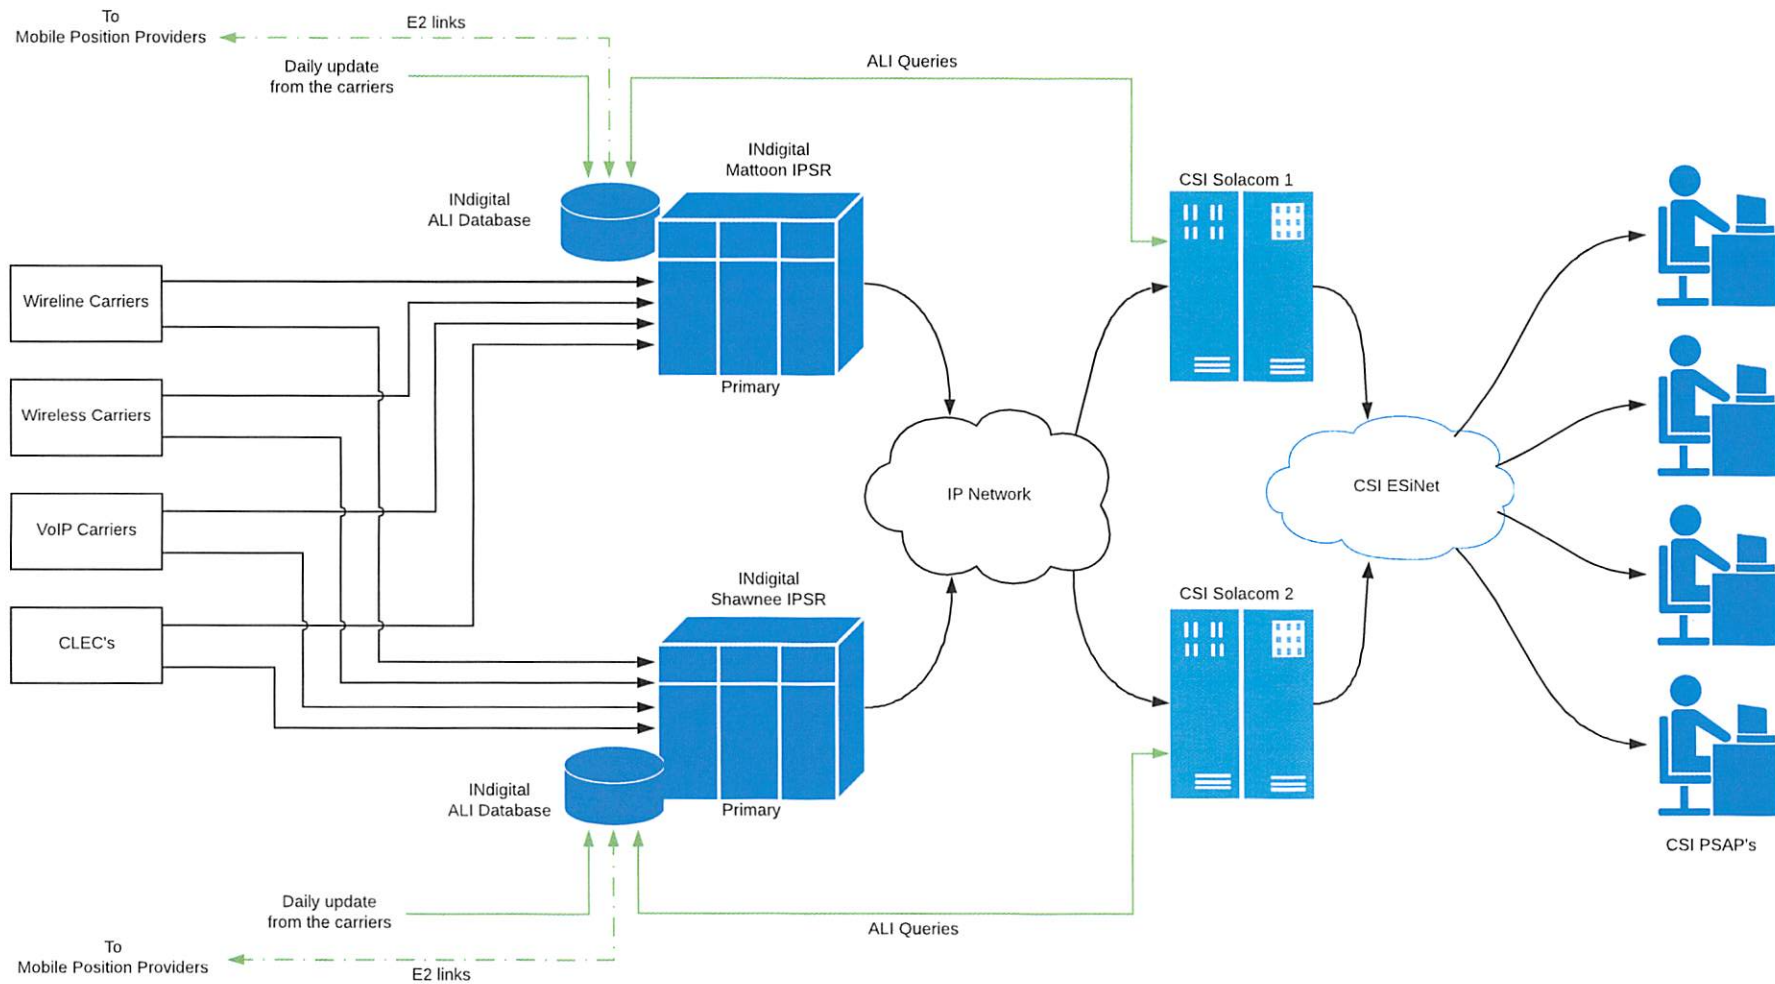 To
Mobile Position Providers
E2 links
Daily update
from the carriers
ALI Queries
INdigital
Mattoon IPSR
INdigital
ALI Database
CSI Solacom 1
Wireline Carriers
Primary
Wireless Carriers
IP Network
CSI ESiNet
VoIP Carriers
INdigital
Shawnee IPSR
CSI Solacom 2
CLEC's
INdigital
ALI Database
Primary
CSI PSAP's
Daily update
from the carriers
ALI Queries
To
Mobile Position Providers
E2 links